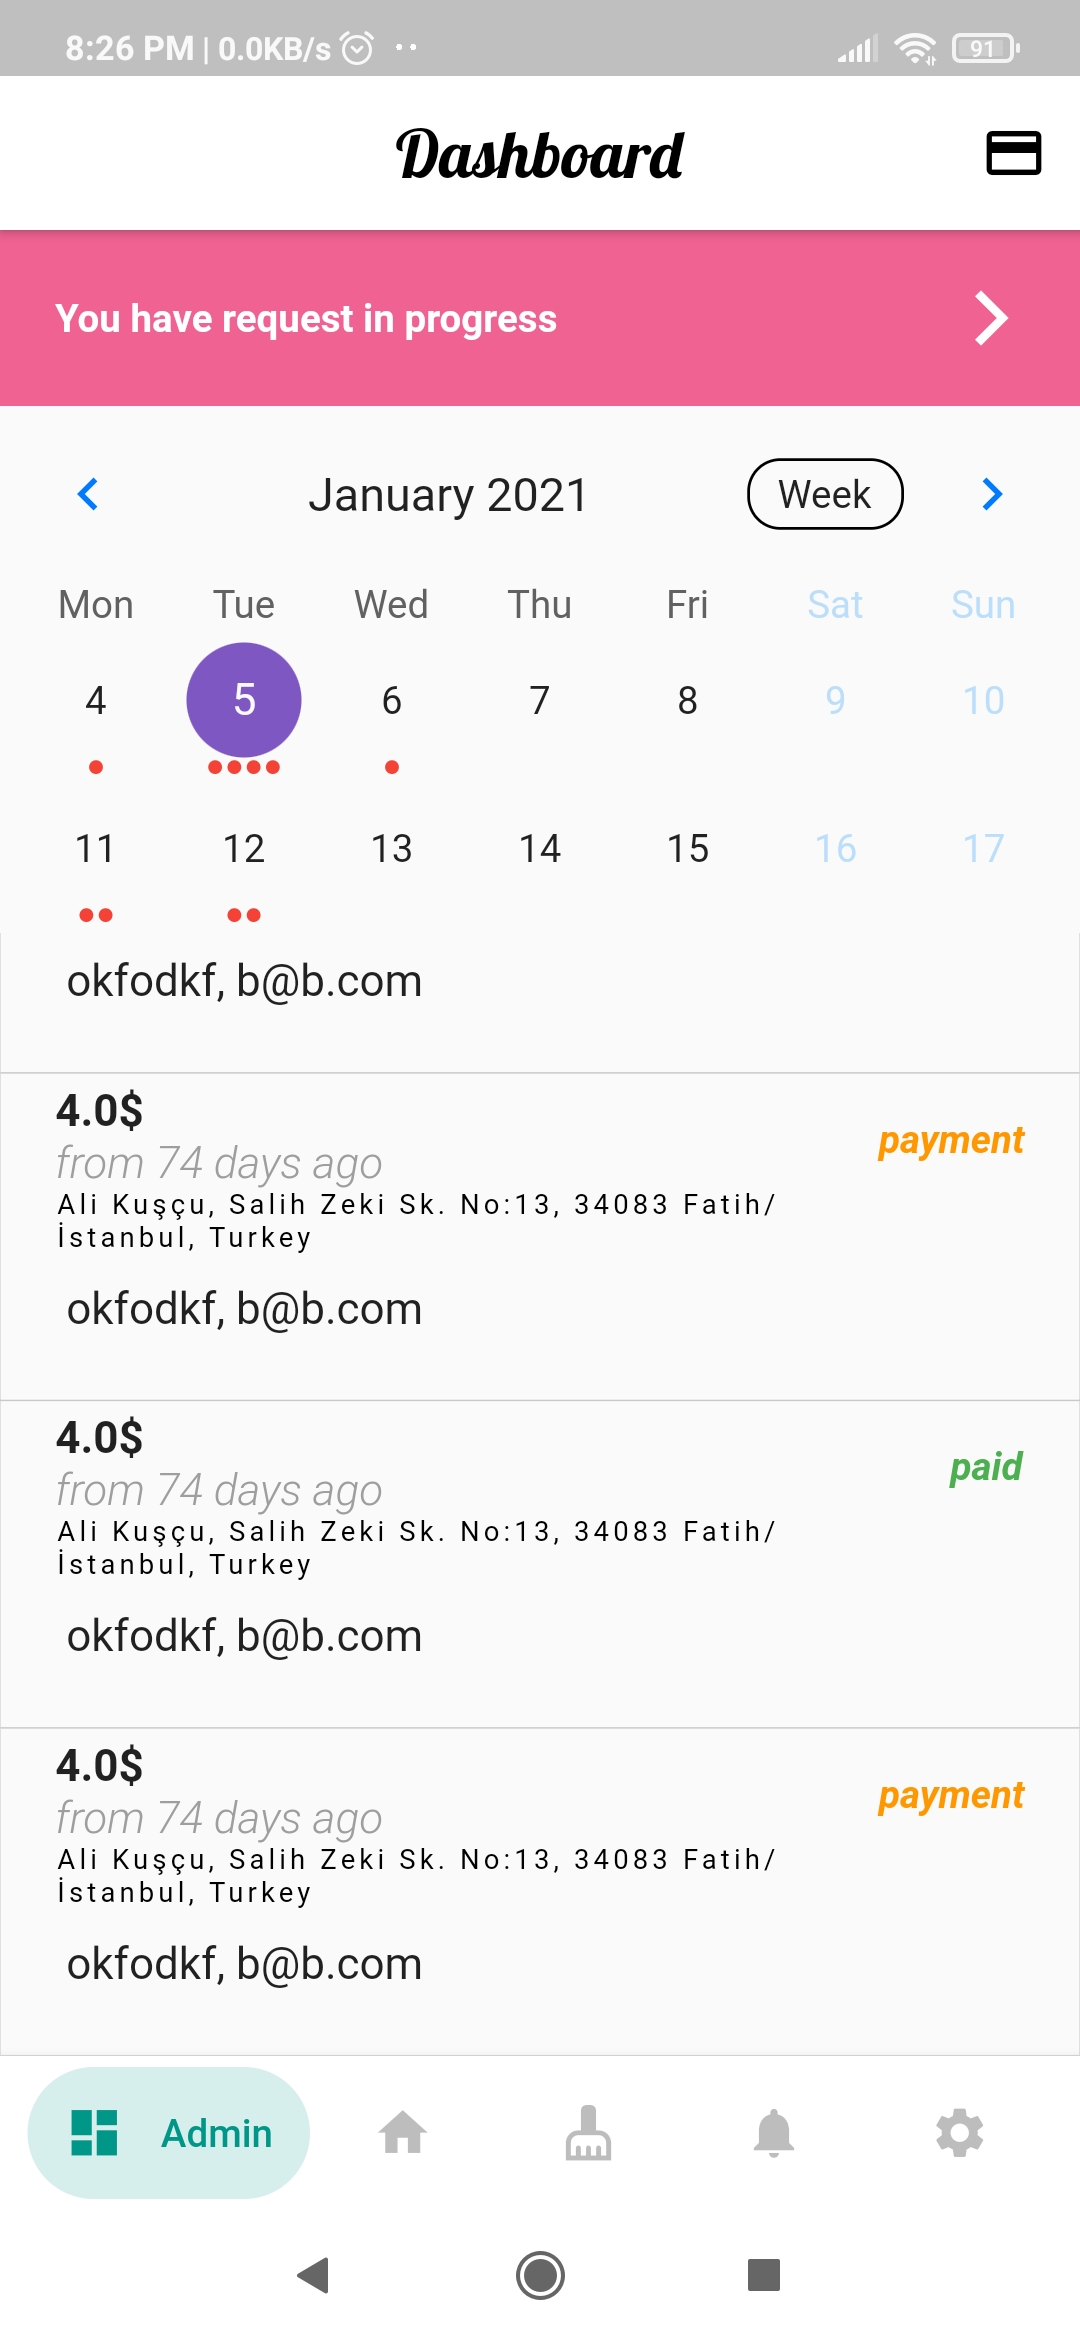 8:26 PM | 0.0KB/s
91
Dashboard
You have request in progress
January 2021
Week
Mon Tue Wed Thu Fri Sat Sun
4 5 6 7 8 9 10
11 12 13 14 15 16 17
okfodkf, b@b.com
4.0$
payment
from 74 days ago
Ali Kuşçu, Salih Zeki Sk. No:13, 34083 Fatih/
İstanbul, Turkey
okfodkf, b@b.com
4.0$
paid
from 74 days ago
Ali Kuşçu, Salih Zeki Sk. No:13, 34083 Fatih/
İstanbul, Turkey
okfodkf, b@b.com
4.0$
payment
from 74 days ago
Ali Kuşçu, Salih Zeki Sk. No:13, 34083 Fatih/
İstanbul, Turkey
okfodkf, b@b.com
Admin